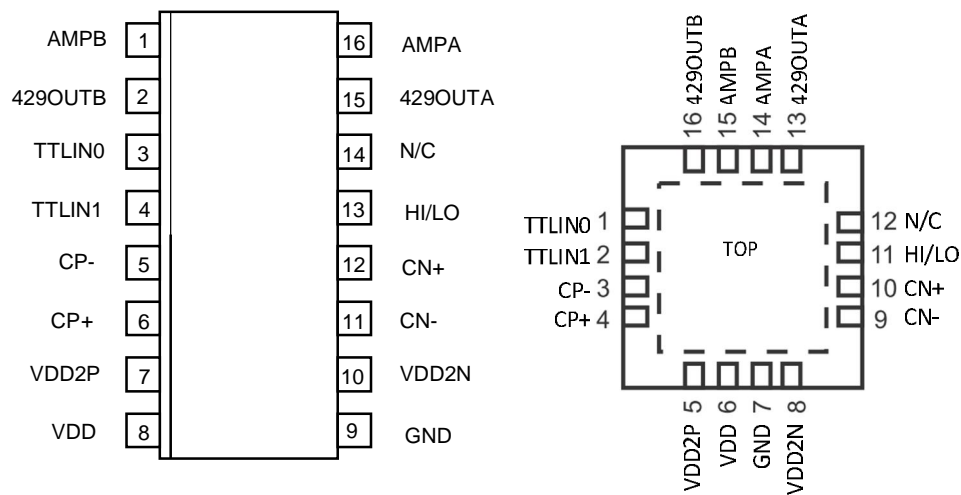 AMPB 1 16 AMPA
429OUTB 2 15 429OUTA
TTLIN0 3 14 N/C
TTLIN1 4 13 HI/LO
CP- 5 12 CN+
CP+ 6 11 CN-
VDD2P 7 10 VDD2N
VDD 8 9 GND
16 429OUTB
15 AMPB
14 AMPA
13 429OUTA
TTLIN0 1
TTLIN1 2
CP- 3
CP+ 4
TOP
12 N/C
11 HI/LO
10 CN+
9 CN-
VDD2P 5
VDD 6
GND 7
VDD2N 8